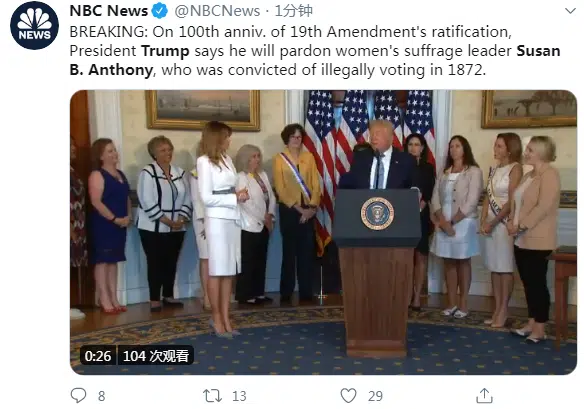 NBC NEWS
NBC News @NBCNews · 1分钟
BREAKING: On 100th anniv. of 19th Amendment's ratification,
President Trump says he will pardon women's suffrage leader Susan
B. Anthony, who was convicted of illegally voting in 1872.
0:26 104 次观看
8 13 29